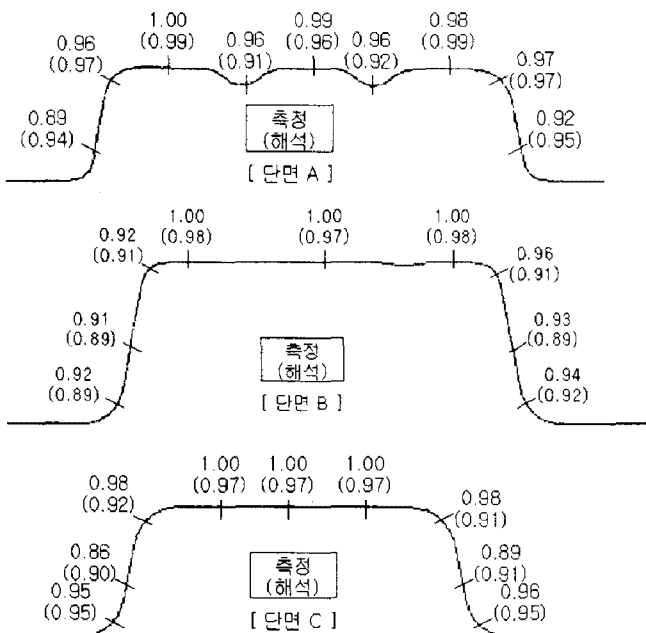 1.00 0.99 0.98
0.96 (0.99) 0.96 (0.96) 0.96 (0.99) 0.97
(0.97) (0.91) (0.92) (0.97)
0.89 측정 0.92
(0.94) (해석) (0.95)
[ 단면 A ]
1.00 1.00 1.00
0.92 (0.98) (0.97) (0.98) 0.96
(0.91) (0.91)
0.91 0.93
(0.89) 측정 (0.89)
0.92 (해석) 0.94
(0.89) [ 단면 B ] (0.92)
1.00 1.00 1.00
0.98 (0.97) (0.97) (0.97) 0.98
(0.92) (0.91)
0.86 측정 0.89
(0.90) (해석) (0.91)
0.95 0.96
(0.95) [ 단면 C ] (0.95)